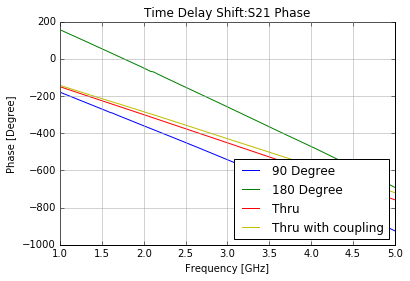 Time Delay Shift:S21 Phase
200
0
−200
−400
−600
−800
−1000
Phase [Degree]
90 Degree
180 Degree
Thru
Thru with coupling
1.0 1.5 2.0 2.5 3.0 3.5 4.0 4.5 5.0
Frequency [GHz]